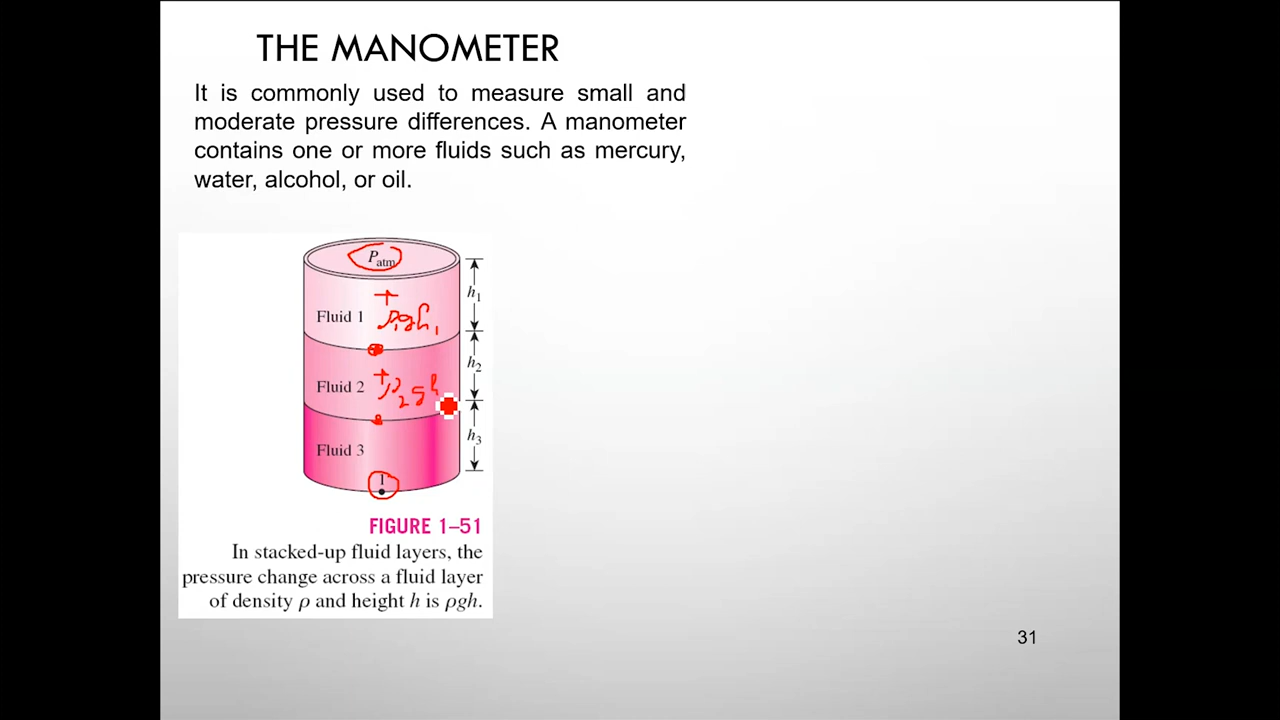 THE MANOMETER
It is commonly used to measure small and
moderate pressure differences. A manometer
contains one or more fluids such as mercury,
water, alcohol, or oil.
P_atm
h₁
+
Fluid 1 ρ₁gh₁
h₂
Fluid 2 +ρ₂gh
h₃
Fluid 3
1
FIGURE 1–51
In stacked-up fluid layers, the
pressure change across a fluid layer
of density ρ and height h is ρgh.
31